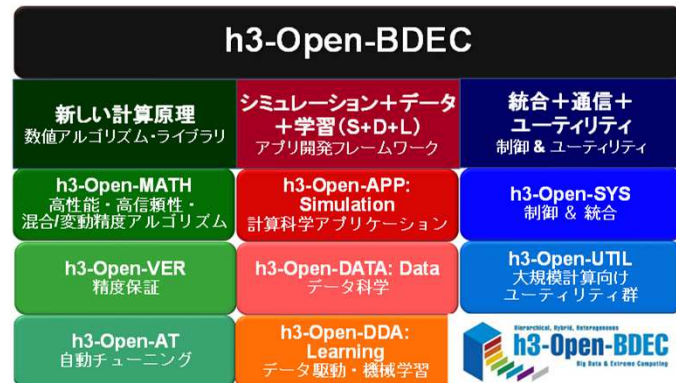 h3-Open-BDEC
新しい計算原理
数値アルゴリズム・ライブラリ
シミュレーション＋データ
＋学習(S+D+L)
アプリ開発フレームワーク
統合＋通信＋
ユーティリティ
制御 & ユーティリティ
h3-Open-MATH
高性能・高信頼性・
混合/変動精度アルゴリズム
h3-Open-APP:
Simulation
計算科学アプリケーション
h3-Open-SYS
制御 & 統合
h3-Open-VER
精度保証
h3-Open-DATA: Data
データ科学
h3-Open-UTIL
大規模計算向け
ユーティリティ群
h3-Open-AT
自動チューニング
h3-Open-DDA:
Learning
データ駆動・機械学習
Hierarchical, Hybrid, Heterogeneous
h3-Open-BDEC
Big Data & Extreme Computing